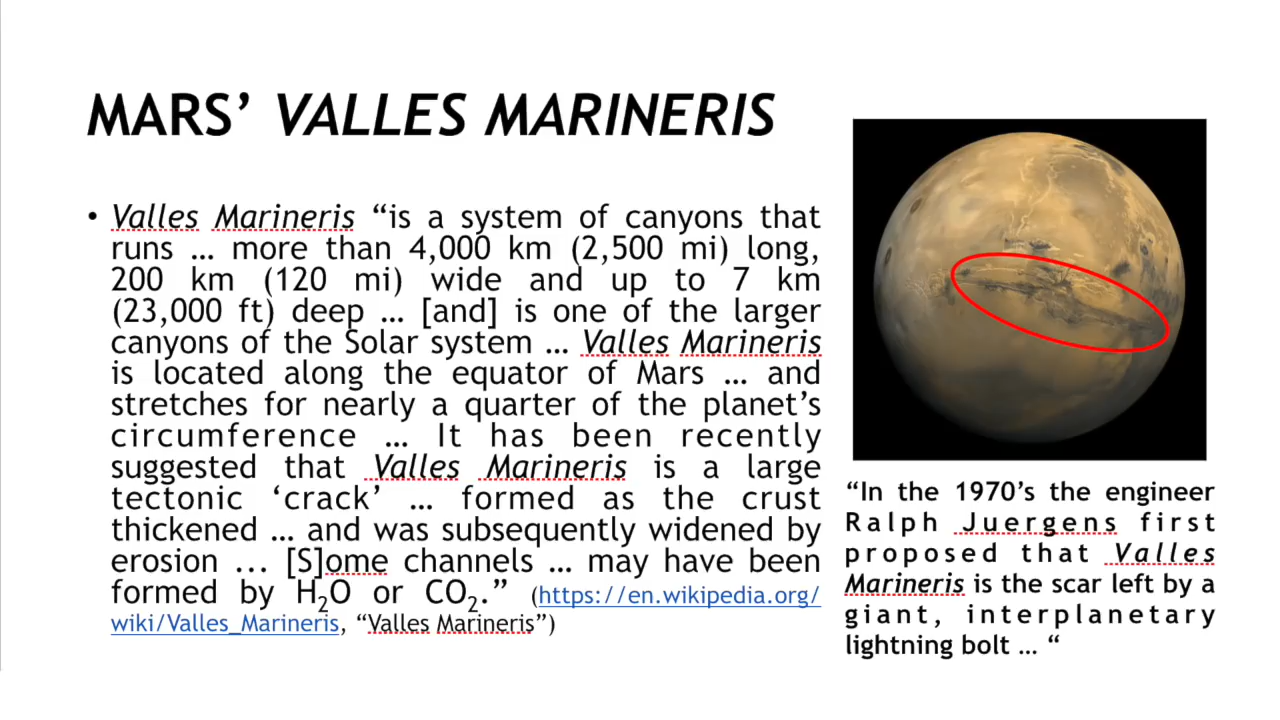 MARS’ VALLES MARINERIS
• Valles Marineris “is a system of canyons that
runs … more than 4,000 km (2,500 mi) long,
200 km (120 mi) wide and up to 7 km
(23,000 ft) deep … [and] is one of the larger
canyons of the Solar system … Valles Marineris
is located along the equator of Mars … and
stretches for nearly a quarter of the planet’s
circumference … It has been recently
suggested that Valles Marineris is a large
tectonic ‘crack’ … formed as the crust
thickened … and was subsequently widened by
erosion ... [S]ome channels … may have been
formed by H₂O or CO₂.” (https://en.wikipedia.org/
wiki/Valles_Marineris, “Valles Marineris”)
“In the 1970’s the engineer
Ralph Juergens first
proposed that Valles
Marineris is the scar left by a
giant, interplanetary
lightning bolt … “